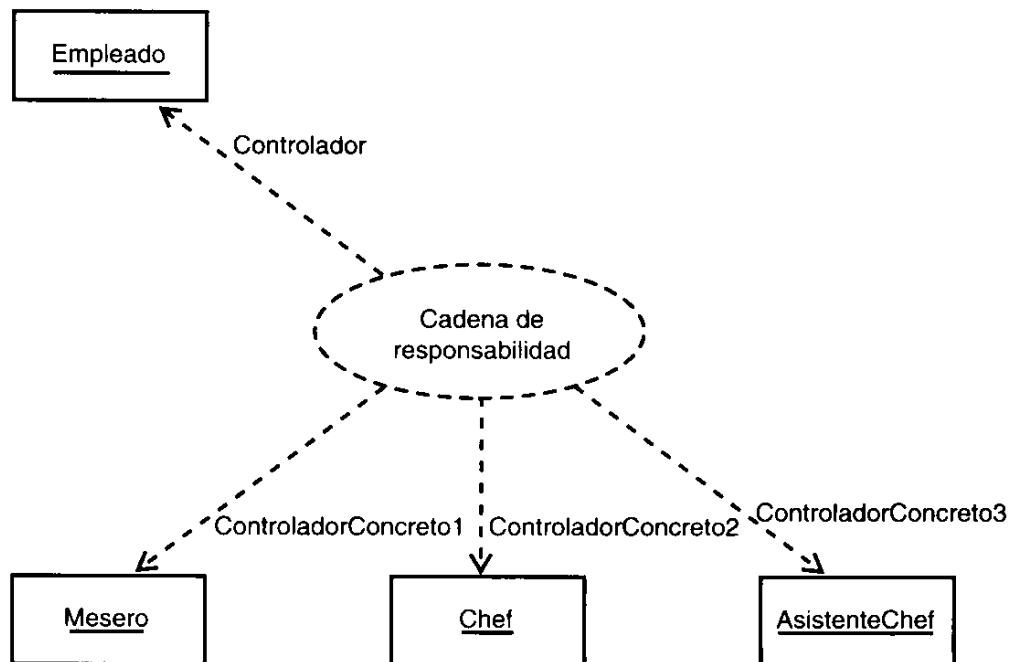 Empleado
Controlador
Cadena de
responsabilidad
ControladorConcreto1
ControladorConcreto2
ControladorConcreto3
Mesero
Chef
AsistenteChef